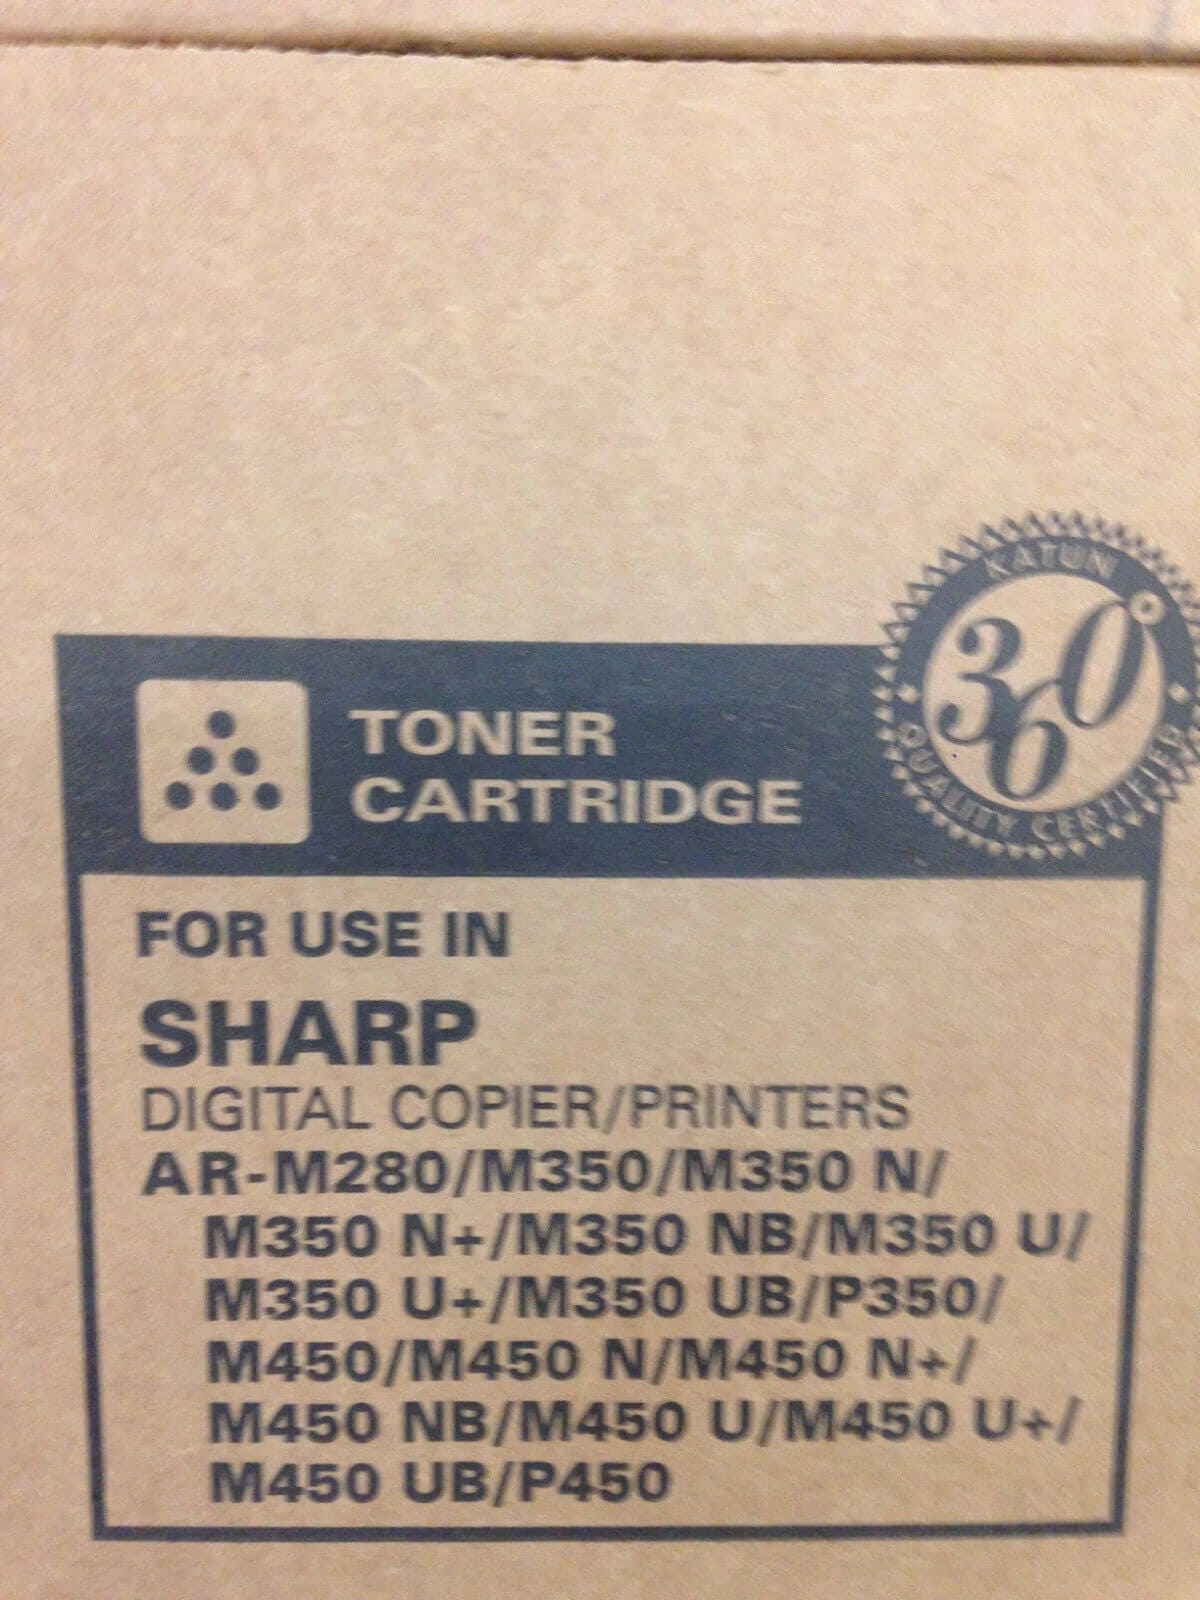 KATUN
360°
QUALITY CERTIFIED
TONER
CARTRIDGE
FOR USE IN
SHARP
DIGITAL COPIER/PRINTERS
AR-M280/M350/M350 N/
M350 N+/M350 NB/M350 U/
M350 U+/M350 UB/P350/
M450/M450 N/M450 N+/
M450 NB/M450 U/M450 U+/
M450 UB/P450